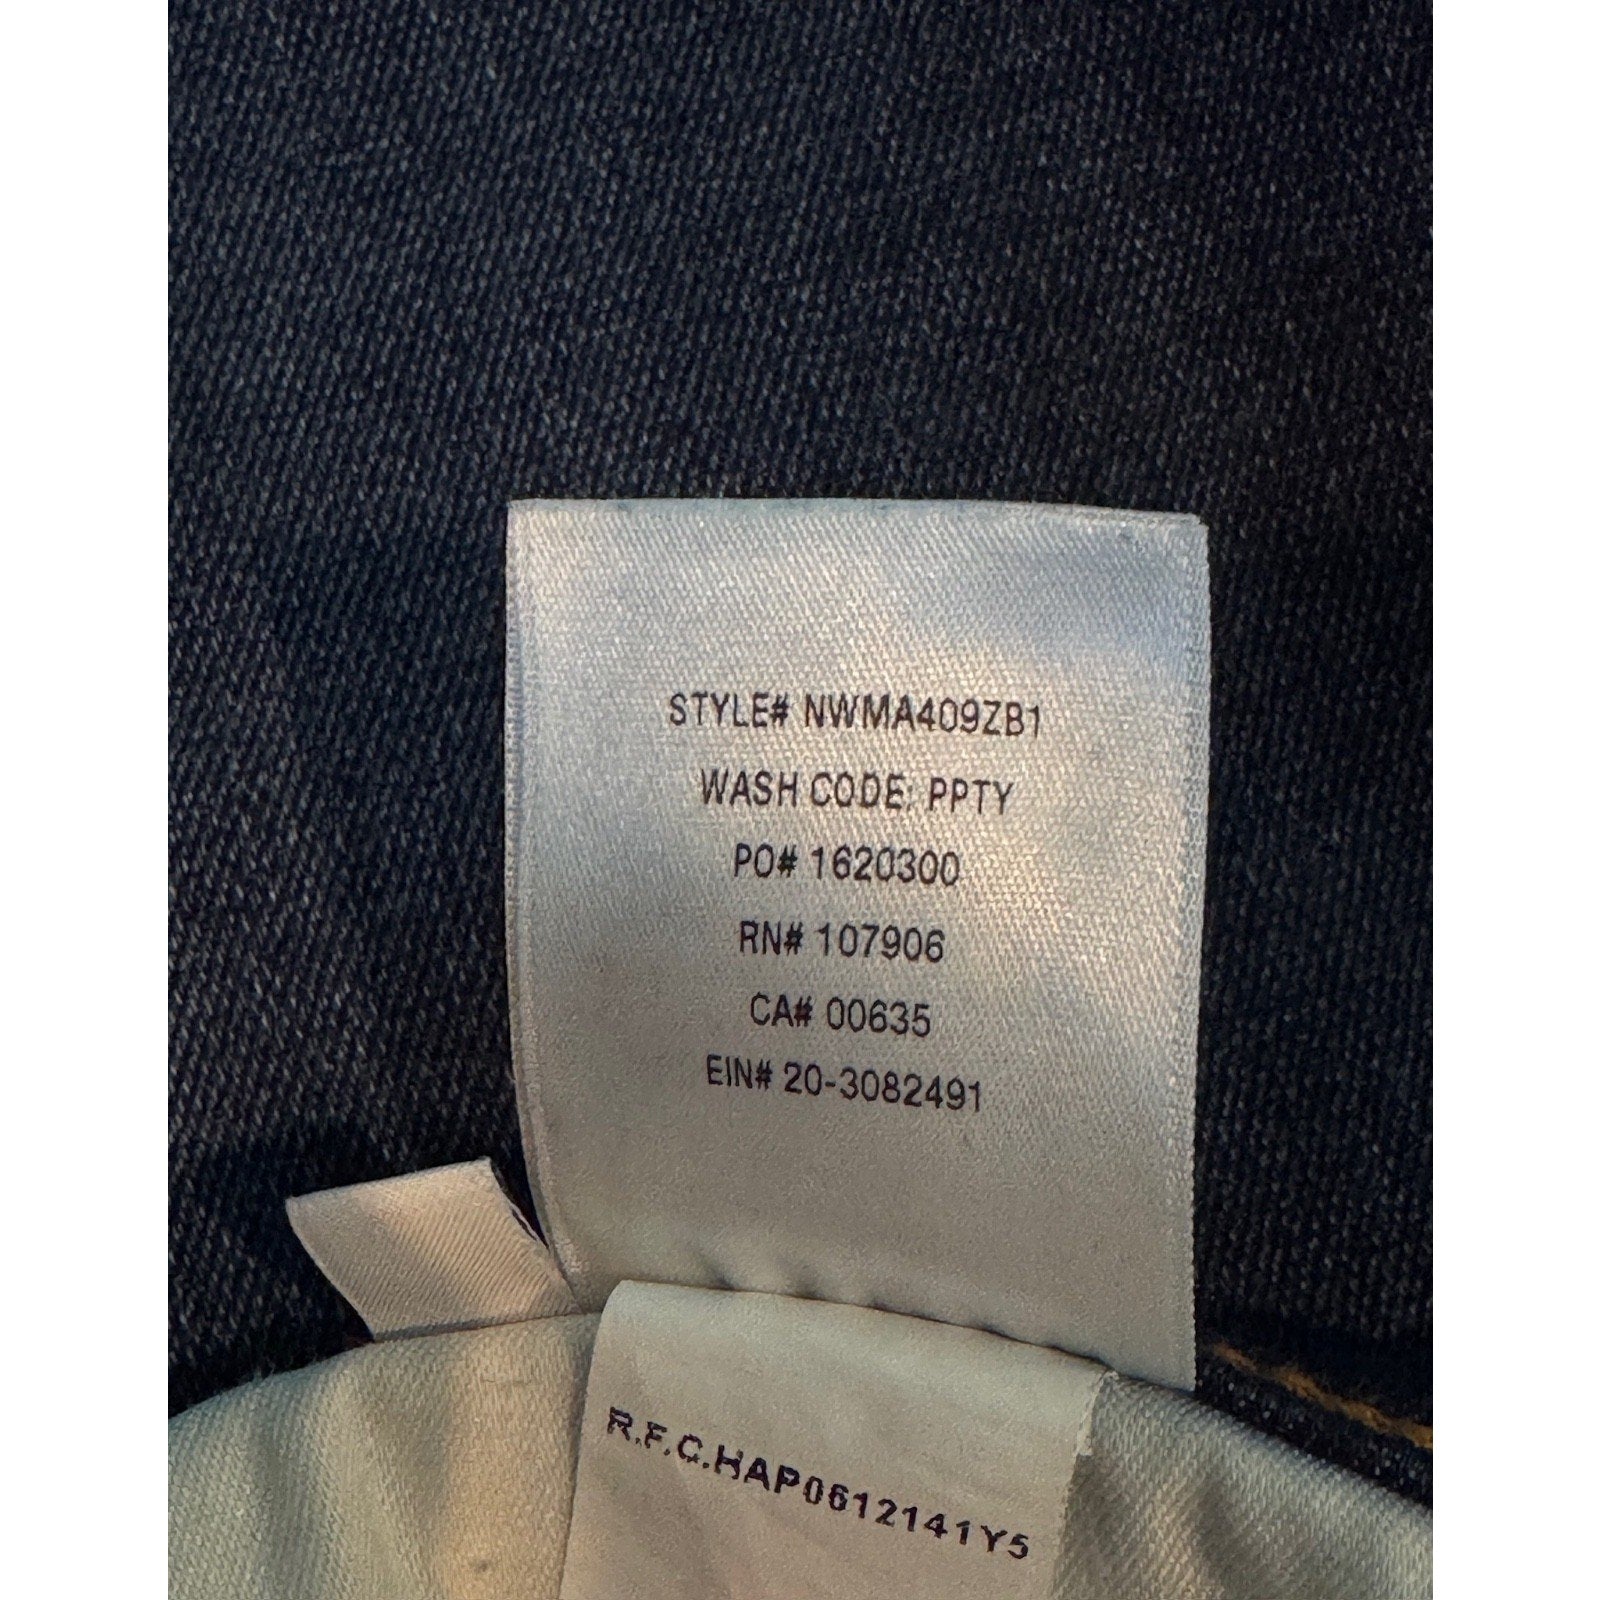 STYLE# NWMA409ZB1
WASH CODE: PPTY
PO# 1620300
RN# 107906
CA# 00635
EIN# 20-3082491
R.F.C.HAP0612141Y5